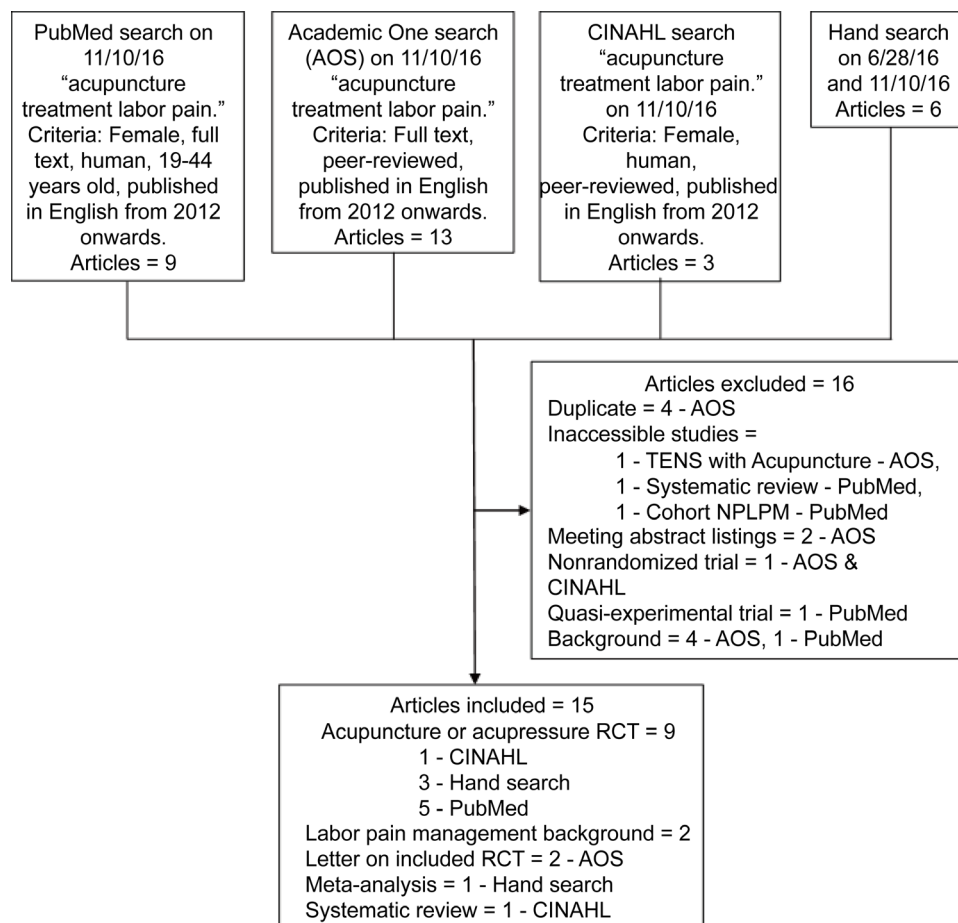 PubMed search on
11/10/16
“acupuncture
treatment labor pain.”
Criteria: Female, full
text, human, 19-44
years old, published
in English from 2012
onwards.
Articles = 9
Academic One search
(AOS) on 11/10/16
“acupuncture
treatment labor pain.”
Criteria: Full text,
peer-reviewed,
published in English
from 2012 onwards.
Articles = 13
CINAHL search
“acupuncture
treatment labor pain.”
on 11/10/16
Criteria: Female,
human,
peer-reviewed, published
in English from 2012
onwards.
Articles = 3
Hand search
on 6/28/16
and 11/10/16
Articles = 6
Articles excluded = 16
Duplicate = 4 - AOS
Inaccessible studies =
1 - TENS with Acupuncture - AOS,
1 - Systematic review - PubMed,
1 - Cohort NPLPM - PubMed
Meeting abstract listings = 2 - AOS
Nonrandomized trial = 1 - AOS &
CINAHL
Quasi-experimental trial = 1 - PubMed
Background = 4 - AOS, 1 - PubMed
Articles included = 15
Acupuncture or acupressure RCT = 9
1 - CINAHL
3 - Hand search
5 - PubMed
Labor pain management background = 2
Letter on included RCT = 2 - AOS
Meta-analysis = 1 - Hand search
Systematic review = 1 - CINAHL